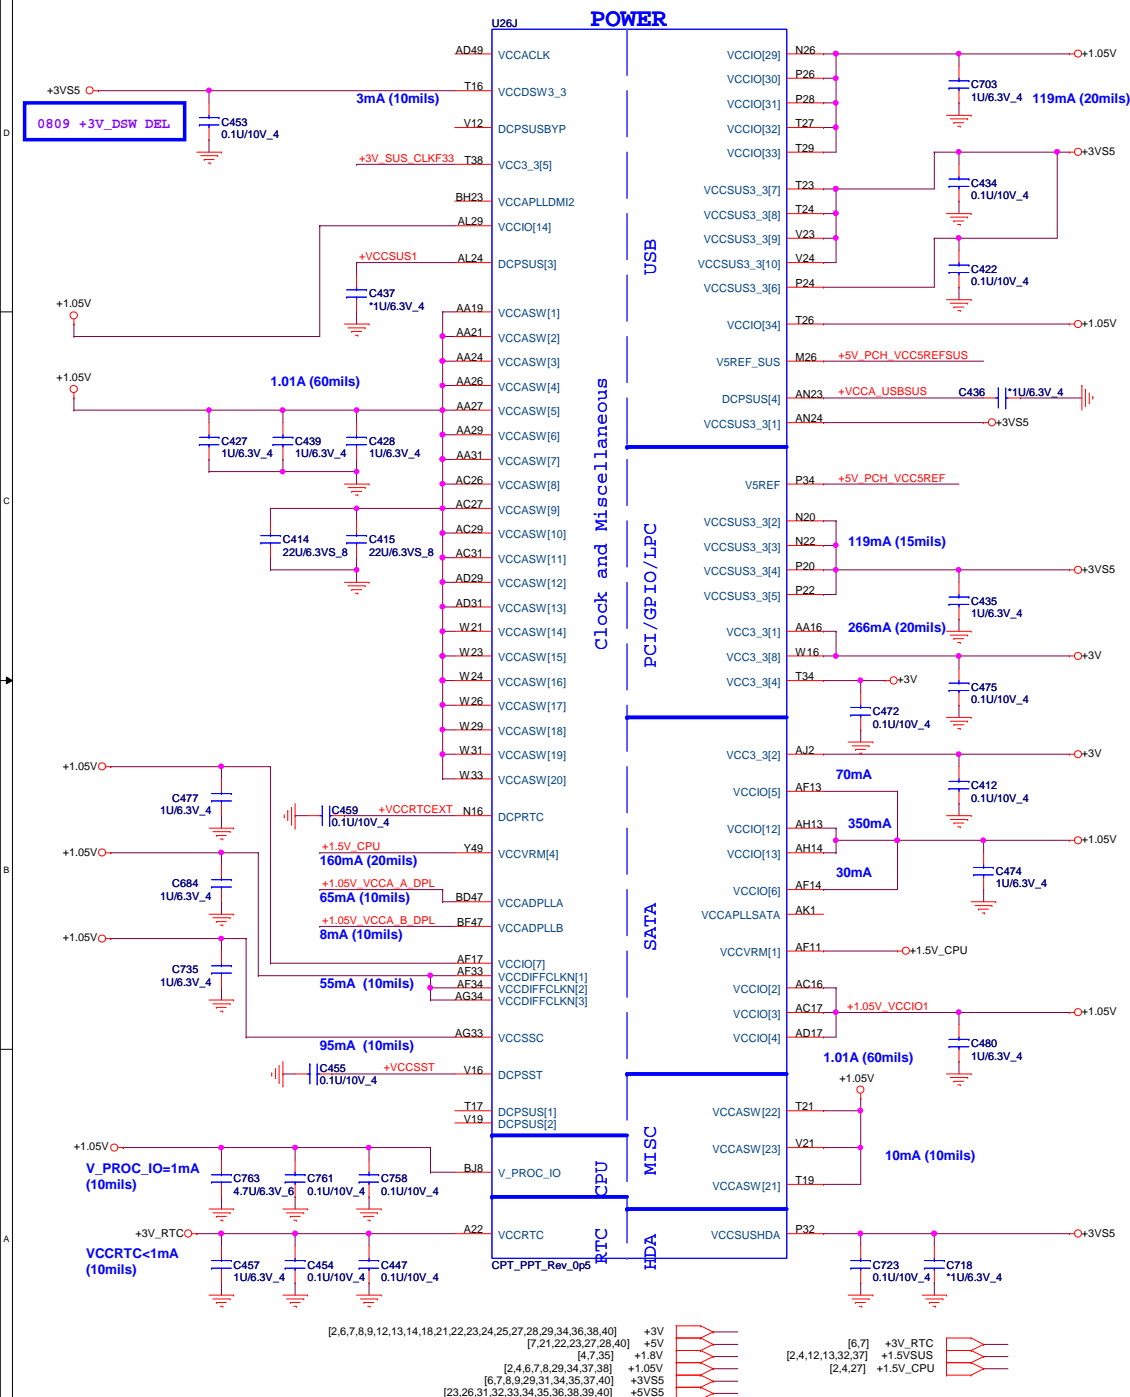 POWER
U26J
D
C
B
A
+3VS5
0809 +3V_DSW DEL
C453
0.1U/10V_4
3mA (10mils)
+3V_SUS_CLKF33
+VCCSUS1
C437
*1U/6.3V_4
+1.05V
+1.05V
1.01A (60mils)
C427
1U/6.3V_4
C439
1U/6.3V_4
C428
1U/6.3V_4
C414
22U/6.3VS_8
C415
22U/6.3VS_8
+1.05V
C477
1U/6.3V_4
+1.05V
C684
1U/6.3V_4
+1.05V
C735
1U/6.3V_4
C459
0.1U/10V_4
+VCCRTCEXT
+1.5V_CPU
160mA (20mils)
+1.05V_VCCA_A_DPL
65mA (10mils)
+1.05V_VCCA_B_DPL
8mA (10mils)
55mA (10mils)
95mA (10mils)
C455
0.1U/10V_4
+VCCSST
+1.05V
V_PROC_IO=1mA
(10mils)
C763
4.7U/6.3V_6
C761
0.1U/10V_4
C758
0.1U/10V_4
+3V_RTC
VCCRTC<1mA
(10mils)
C457
1U/6.3V_4
C454
0.1U/10V_4
C447
0.1U/10V_4
AD49 VCCACLK
T16 VCCDSW3_3
V12 DCPSUSBYP
T38 VCC3_3[5]
BH23 VCCAPLLDMI2
AL29 VCCIO[14]
AL24 DCPSUS[3]
AA19 VCCASW[1]
AA21 VCCASW[2]
AA24 VCCASW[3]
AA26 VCCASW[4]
AA27 VCCASW[5]
AA29 VCCASW[6]
AA31 VCCASW[7]
AC26 VCCASW[8]
AC27 VCCASW[9]
AC29 VCCASW[10]
AC31 VCCASW[11]
AD29 VCCASW[12]
AD31 VCCASW[13]
W21 VCCASW[14]
W23 VCCASW[15]
W24 VCCASW[16]
W26 VCCASW[17]
W29 VCCASW[18]
W31 VCCASW[19]
W33 VCCASW[20]
N16 DCPRTC
Y49 VCCVRM[4]
BD47 VCCADPLLA
BF47 VCCADPLLB
AF17 VCCIO[7]
AF33 VCCDIFFCLKN[1]
AF34 VCCDIFFCLKN[2]
AG34 VCCDIFFCLKN[3]
AG33 VCCSSC
V16 DCPSST
T17 DCPSUS[1]
V19 DCPSUS[2]
BJ8 V_PROC_IO
A22 VCCRTC
CPT_PPT_Rev_0p5
Clock and Miscellaneous
CPU
RTC
USB
PCI/GPIO/LPC
SATA
MISC
HDA
VCCIO[29] N26
VCCIO[30] P26
VCCIO[31] P28
VCCIO[32] T27
VCCIO[33] T29
VCCSUS3_3[7] T23
VCCSUS3_3[8] T24
VCCSUS3_3[9] V23
VCCSUS3_3[10] V24
VCCSUS3_3[6] P24
VCCIO[34] T26
V5REF_SUS M26
DCPSUS[4] AN23
VCCSUS3_3[1] AN24
V5REF P34
VCCSUS3_3[2] N20
VCCSUS3_3[3] N22
VCCSUS3_3[4] P20
VCCSUS3_3[5] P22
VCC3_3[1] AA16
VCC3_3[8] W16
VCC3_3[4] T34
VCC3_3[2] AJ2
VCCIO[5] AF13
VCCIO[12] AH13
VCCIO[13] AH14
VCCIO[6] AF14
VCCAPLLSATA AK1
VCCVRM[1] AF11
VCCIO[2] AC16
VCCIO[3] AC17
VCCIO[4] AD17
VCCASW[22] T21
VCCASW[23] V21
VCCASW[21] T19
VCCSUSHDA P32
+1.05V
C703
1U/6.3V_4
119mA (20mils)
+3VS5
C434
0.1U/10V_4
C422
0.1U/10V_4
+1.05V
+5V_PCH_VCC5REFSUS
+VCCA_USBSUS
C436
*1U/6.3V_4
+3VS5
+5V_PCH_VCC5REF
119mA (15mils)
+3VS5
C435
1U/6.3V_4
266mA (20mils)
+3V
C475
0.1U/10V_4
+3V
C472
0.1U/10V_4
+3V
70mA
C412
0.1U/10V_4
350mA
+1.05V
30mA
C474
1U/6.3V_4
+1.5V_CPU
+1.05V_VCCIO1
+1.05V
C480
1U/6.3V_4
1.01A (60mils)
+1.05V
10mA (10mils)
+3VS5
C723
0.1U/10V_4
C718
*1U/6.3V_4
[2,6,7,8,9,12,13,14,18,21,22,23,24,25,27,28,29,34,36,38,40] +3V
[7,21,22,23,27,28,40] +5V
[4,7,35] +1.8V
[2,4,6,7,8,29,34,37,38] +1.05V
[6,7,8,9,29,31,34,35,37,40] +3VS5
[23,26,31,32,33,34,35,36,38,39,40] +5VS5
[6,7] +3V_RTC
[2,4,12,13,32,37] +1.5VSUS
[2,4,27] +1.5V_CPU